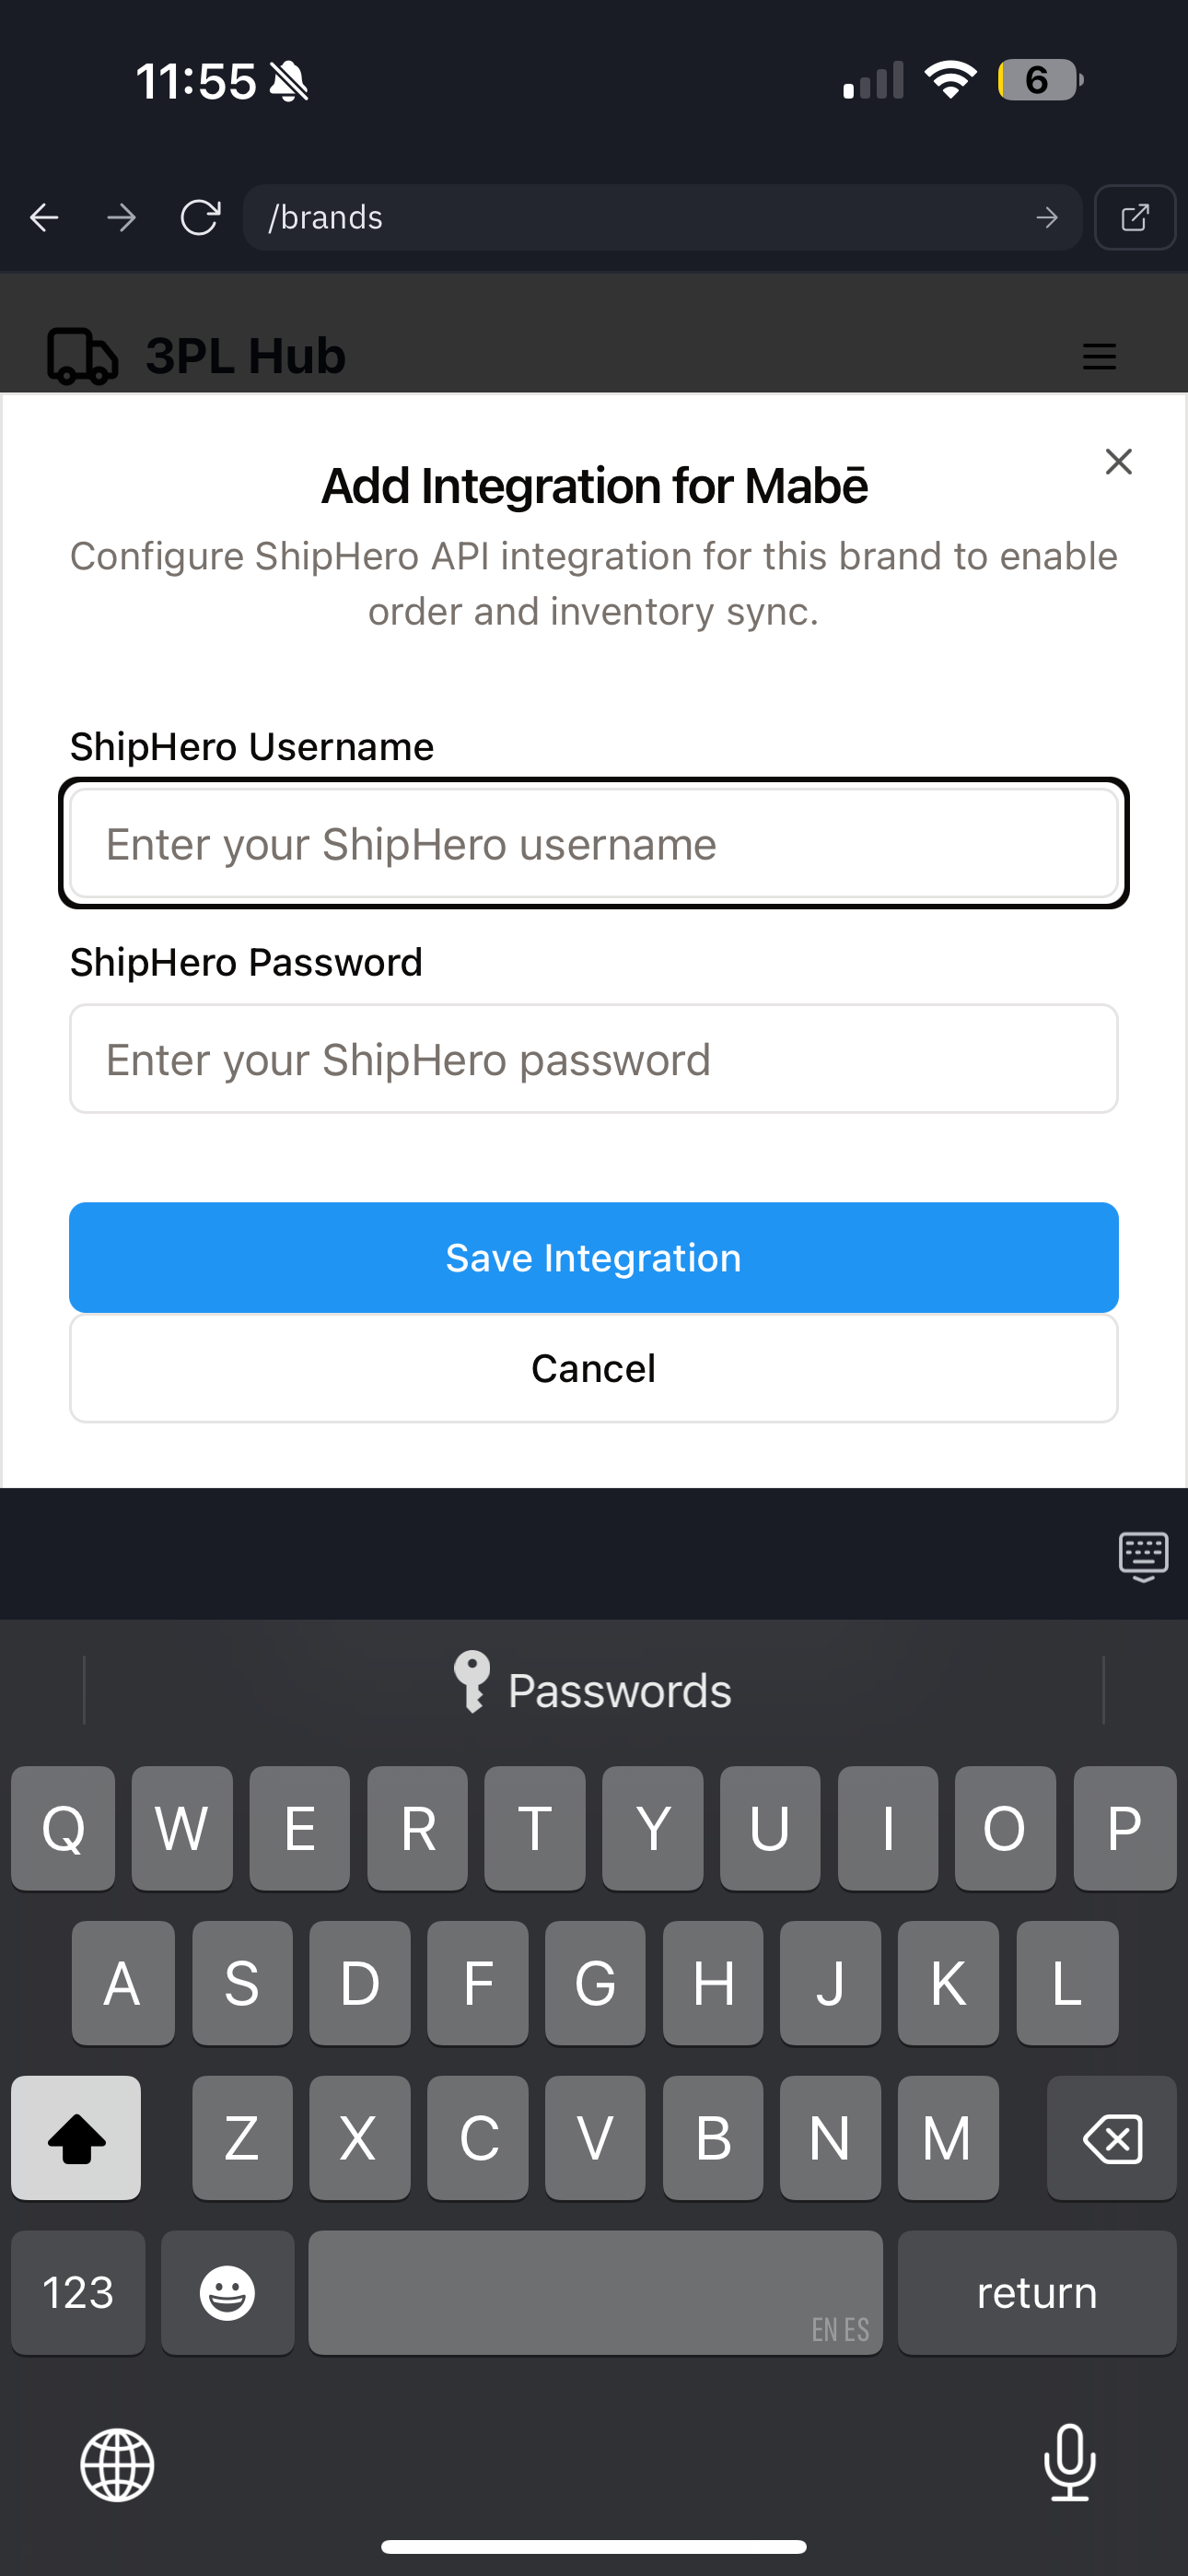 11:55
6
/brands
3PL Hub
Add Integration for Mabē
Configure ShipHero API integration for this brand to enable
order and inventory sync.
ShipHero Username
Enter your ShipHero username
ShipHero Password
Enter your ShipHero password
Save Integration
Cancel
Passwords
Q W E R T Y U I O P
A S D F G H J K L
Z X C V B N M
123
EN ES
return